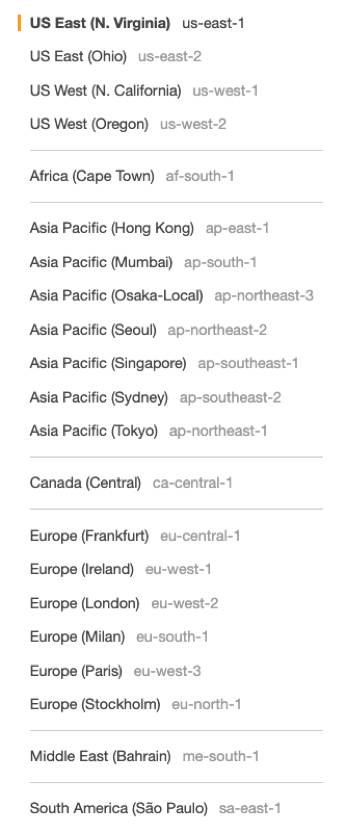 US East (N. Virginia) us-east-1
US East (Ohio) us-east-2
US West (N. California) us-west-1
US West (Oregon) us-west-2
Africa (Cape Town) af-south-1
Asia Pacific (Hong Kong) ap-east-1
Asia Pacific (Mumbai) ap-south-1
Asia Pacific (Osaka-Local) ap-northeast-3
Asia Pacific (Seoul) ap-northeast-2
Asia Pacific (Singapore) ap-southeast-1
Asia Pacific (Sydney) ap-southeast-2
Asia Pacific (Tokyo) ap-northeast-1
Canada (Central) ca-central-1
Europe (Frankfurt) eu-central-1
Europe (Ireland) eu-west-1
Europe (London) eu-west-2
Europe (Milan) eu-south-1
Europe (Paris) eu-west-3
Europe (Stockholm) eu-north-1
Middle East (Bahrain) me-south-1
South America (São Paulo) sa-east-1